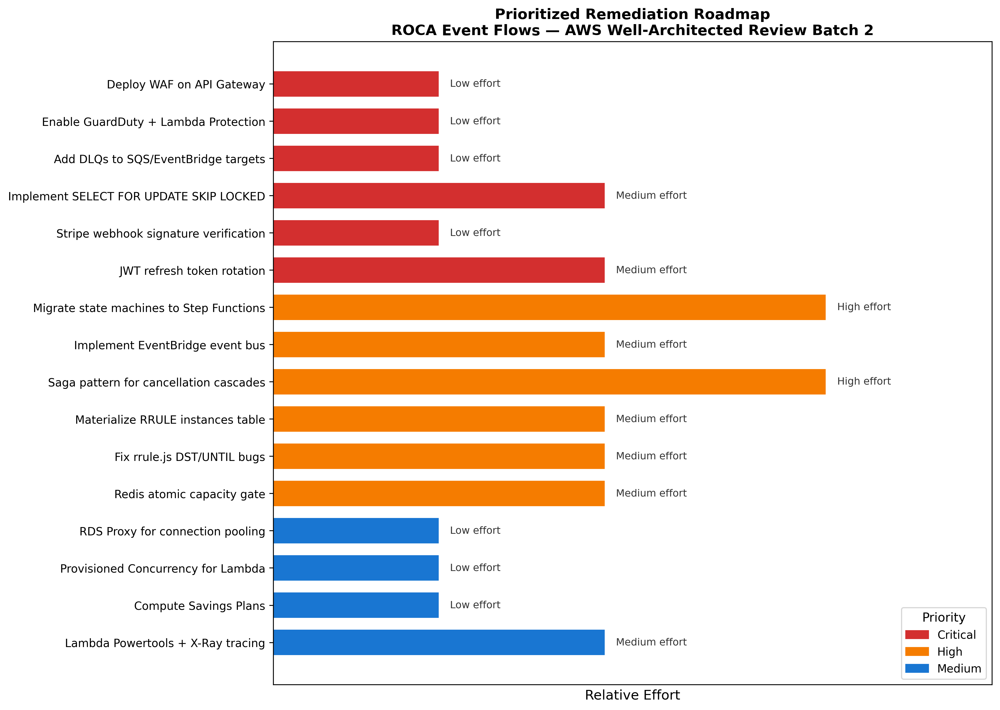 Prioritized Remediation Roadmap
ROCA Event Flows — AWS Well-Architected Review Batch 2
Deploy WAF on API Gateway
Low effort
Enable GuardDuty + Lambda Protection
Low effort
Add DLQs to SQS/EventBridge targets
Low effort
Implement SELECT FOR UPDATE SKIP LOCKED
Medium effort
Stripe webhook signature verification
Low effort
JWT refresh token rotation
Medium effort
Migrate state machines to Step Functions
High effort
Implement EventBridge event bus
Medium effort
Saga pattern for cancellation cascades
High effort
Materialize RRULE instances table
Medium effort
Fix rrule.js DST/UNTIL bugs
Medium effort
Redis atomic capacity gate
Medium effort
RDS Proxy for connection pooling
Low effort
Provisioned Concurrency for Lambda
Low effort
Compute Savings Plans
Low effort
Lambda Powertools + X-Ray tracing
Medium effort
Priority
Critical
High
Medium
Relative Effort